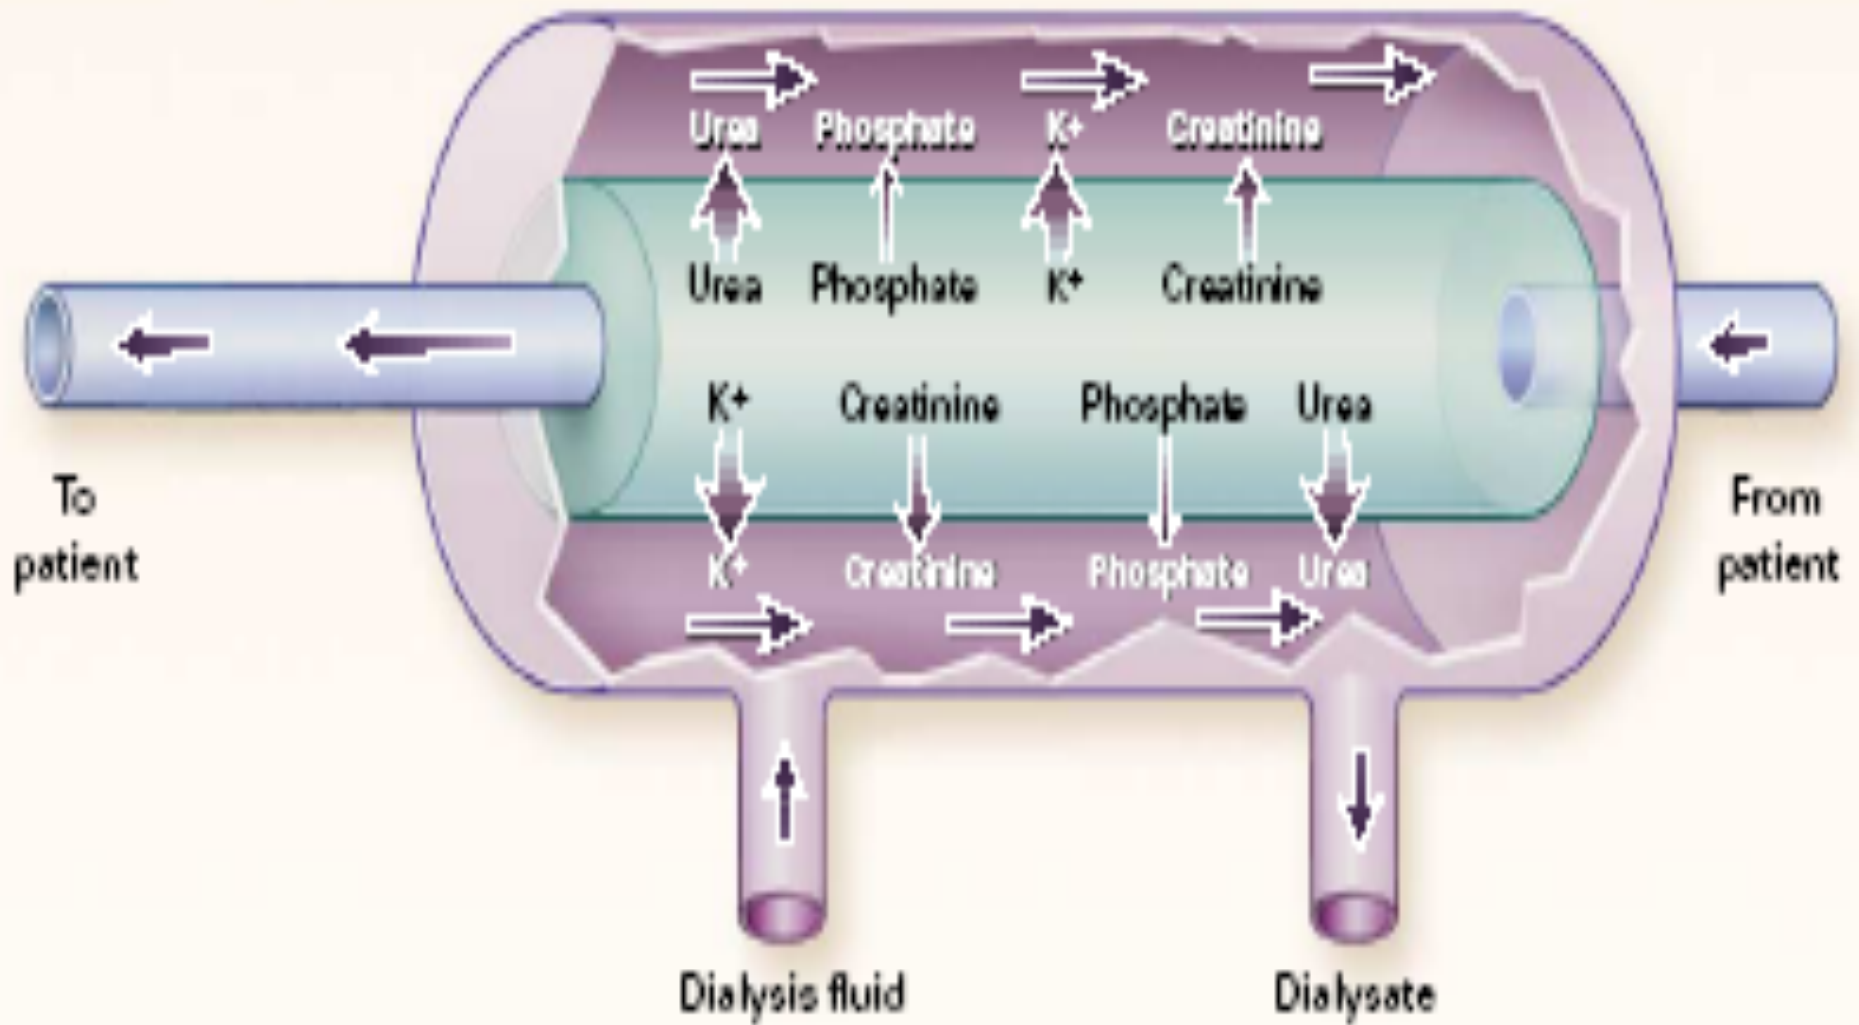 Urea Phosphate K+ Creatinine
Urea Phosphate K+ Creatinine
K+ Creatinine Phosphate Urea
To
patient
From
patient
K+ Creatinine Phosphate Urea
Dialysis fluid
Dialysate